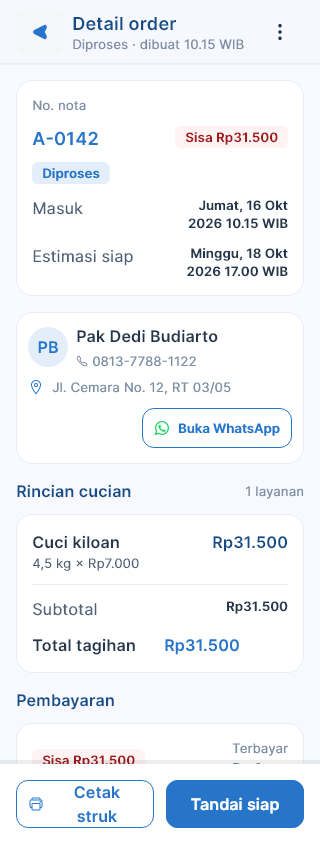 Detail order
Diproses · dibuat 10.15 WIB
No. nota
A-0142
Sisa Rp31.500
Diproses
Masuk
Jumat, 16 Okt
2026 10.15 WIB
Estimasi siap
Minggu, 18 Okt
2026 17.00 WIB
PB
Pak Dedi Budiarto
0813-7788-1122
Jl. Cemara No. 12, RT 03/05
Buka WhatsApp
Rincian cucian
1 layanan
Cuci kiloan
Rp31.500
4,5 kg × Rp7.000
Subtotal
Rp31.500
Total tagihan
Rp31.500
Pembayaran
Terbayar
Sisa Rp31.500
Cetak
struk
Tandai siap